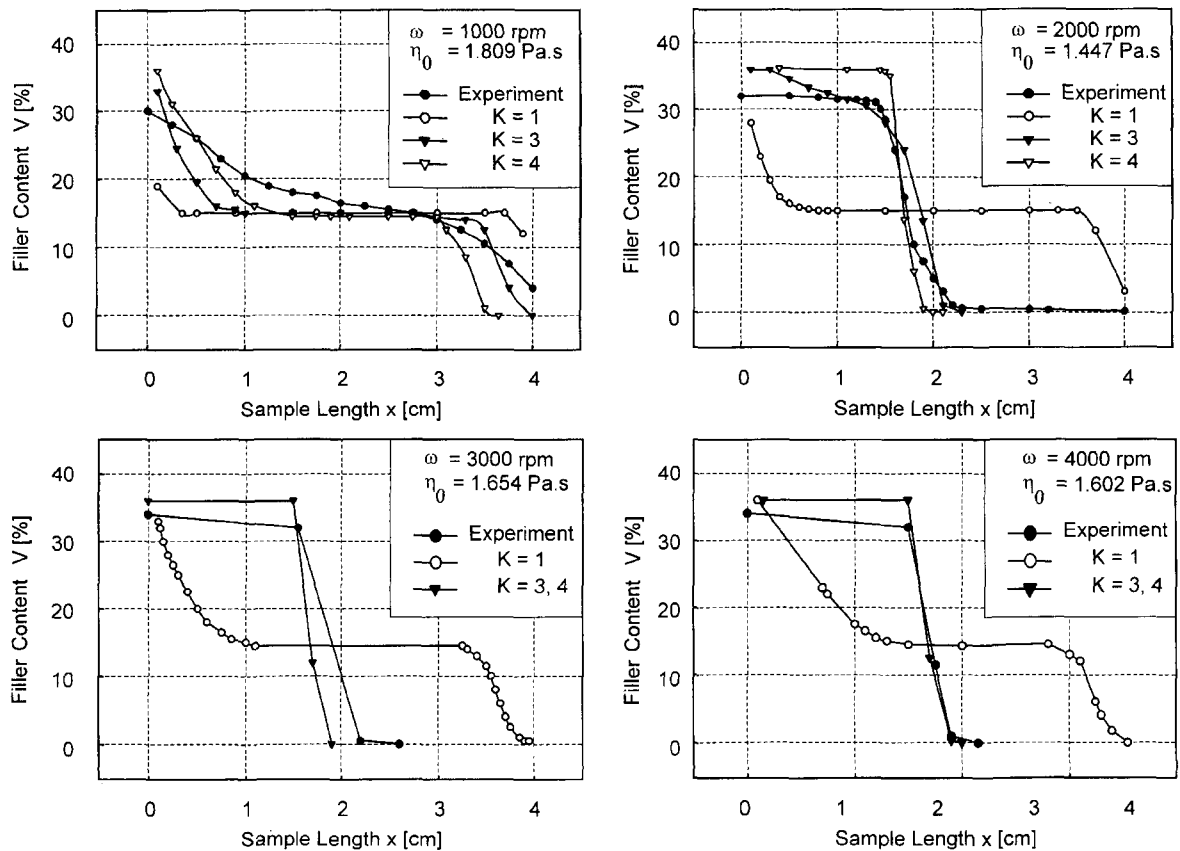 ω = 1000 rpm
η0 = 1.809 Pa.s
Experiment
K = 1
K = 3
K = 4
Filler Content V [%]
40
30
20
10
0
0 1 2 3 4
Sample Length x [cm]
ω = 2000 rpm
η0 = 1.447 Pa.s
Experiment
K = 1
K = 3
K = 4
Filler Content V [%]
40
30
20
10
0
0 1 2 3 4
Sample Length x [cm]
ω = 3000 rpm
η0 = 1.654 Pa.s
Experiment
K = 1
K = 3, 4
Filler Content V [%]
40
30
20
10
0
0 1 2 3 4
Sample Length x [cm]
ω = 4000 rpm
η0 = 1.602 Pa.s
Experiment
K = 1
K = 3, 4
Filler Content V [%]
40
30
20
10
0
0 1 2 3 4
Sample Length x [cm]